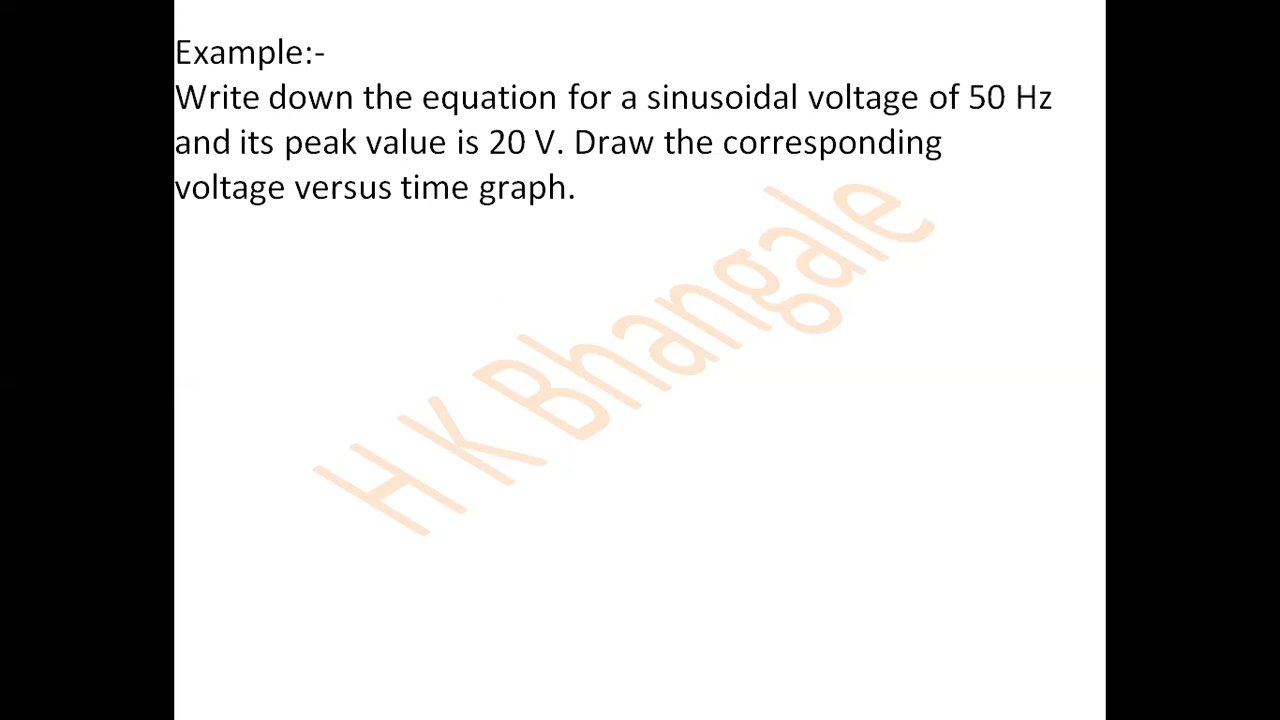 Example:-
Write down the equation for a sinusoidal voltage of 50 Hz
and its peak value is 20 V. Draw the corresponding
voltage versus time graph.
H K Bhangale